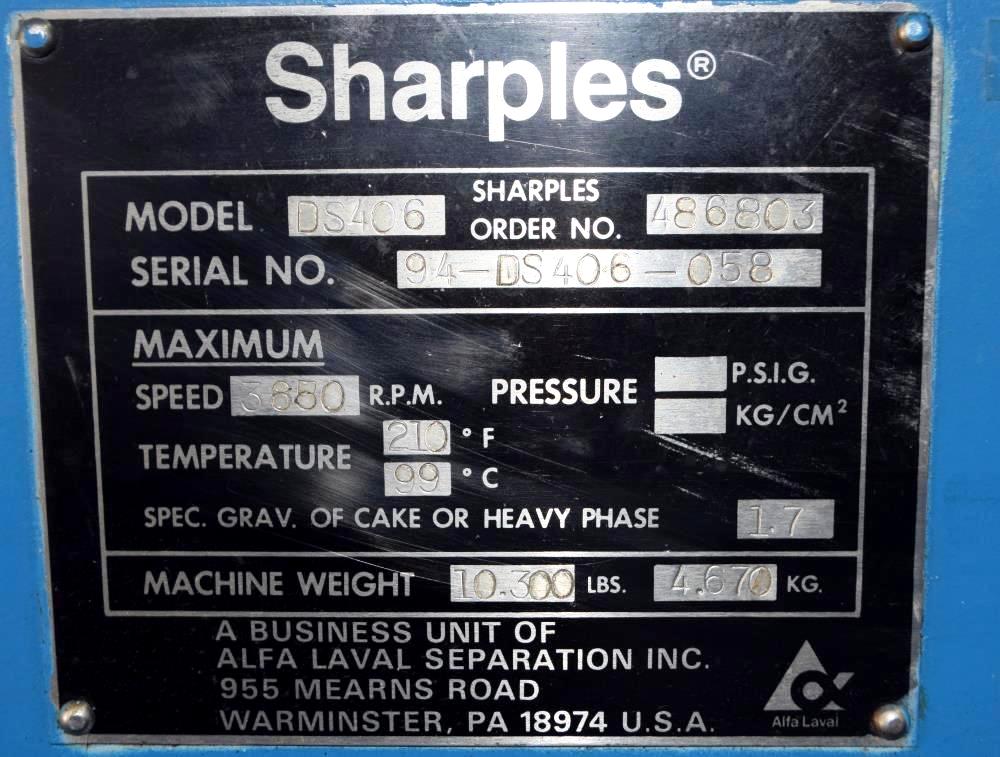 Sharples®
MODEL DS406 SHARPLES ORDER NO. 486803
SERIAL NO. 94-DS406-058
MAXIMUM
SPEED 3850 R.P.M. PRESSURE P.S.I.G.
KG/CM²
TEMPERATURE 210 °F
99 °C
SPEC. GRAV. OF CAKE OR HEAVY PHASE 1.7
MACHINE WEIGHT 10.300 LBS. 4.670 KG.
A BUSINESS UNIT OF
ALFA LAVAL SEPARATION INC.
955 MEARNS ROAD
WARMINSTER, PA 18974 U.S.A.
Alfa Laval